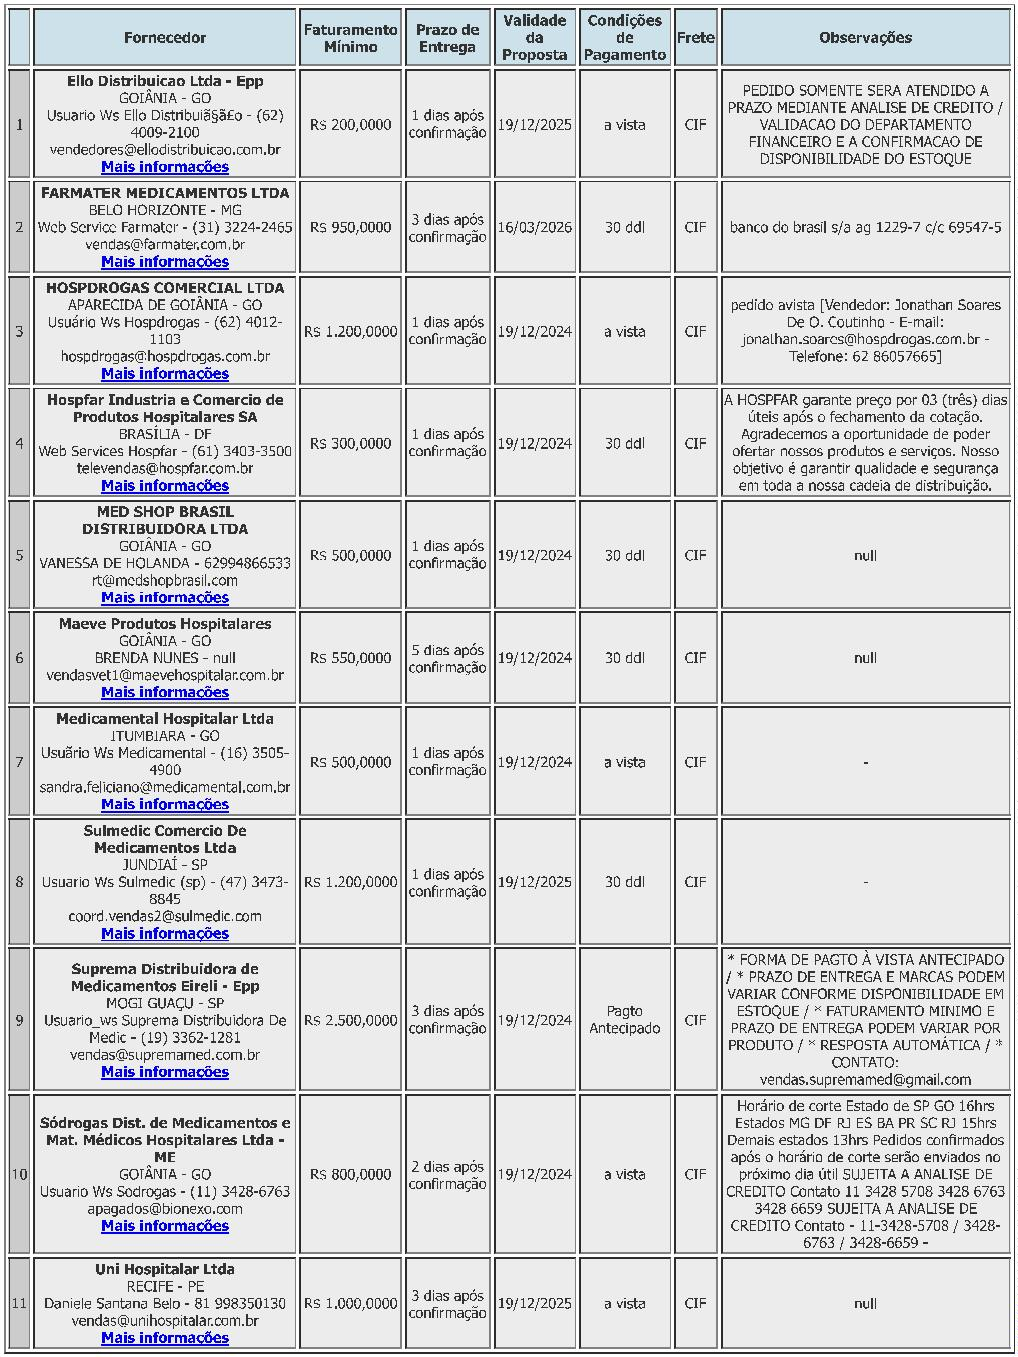 Fornecedor
Faturamento
Mínimo
Prazo de
Entrega
Validade
da
Proposta
Condições
de
Pagamento
Frete
Observações
1
Ello Distribuicao Ltda - Epp
GOIÂNIA - GO
Usuario Ws Ello Distribuiã§ã£o - (62)
4009-2100
vendedores@ellodistribuicao.com.br
Mais informações
R$ 200,0000
1 dias após
confirmação
19/12/2025
a vista
CIF
PEDIDO SOMENTE SERA ATENDIDO A
PRAZO MEDIANTE ANALISE DE CREDITO /
VALIDACAO DO DEPARTAMENTO
FINANCEIRO E A CONFIRMACAO DE
DISPONIBILIDADE DO ESTOQUE
2
FARMATER MEDICAMENTOS LTDA
BELO HORIZONTE - MG
Web Service Farmater - (31) 3224-2465
vendas@farmater.com.br
Mais informações
R$ 950,0000
3 dias após
confirmação
16/03/2026
30 ddl
CIF
banco do brasil s/a ag 1229-7 c/c 69547-5
3
HOSPDROGAS COMERCIAL LTDA
APARECIDA DE GOIÂNIA - GO
Usuário Ws Hospdrogas - (62) 4012-
1103
hospdrogas@hospdrogas.com.br
Mais informações
R$ 1.200,0000
1 dias após
confirmação
19/12/2024
a vista
CIF
pedido avista [Vendedor: Jonathan Soares
De O. Coutinho - E-mail:
jonathan.soares@hospdrogas.com.br -
Telefone: 62 86057665]
4
Hospfar Industria e Comercio de
Produtos Hospitalares SA
BRASÍLIA - DF
Web Services Hospfar - (61) 3403-3500
televendas@hospfar.com.br
Mais informações
R$ 300,0000
1 dias após
confirmação
19/12/2024
30 ddl
CIF
A HOSPFAR garante preço por 03 (três) dias
úteis após o fechamento da cotação.
Agradecemos a oportunidade de poder
ofertar nossos produtos e serviços. Nosso
objetivo é garantir qualidade e segurança
em toda a nossa cadeia de distribuição.
5
MED SHOP BRASIL
DISTRIBUIDORA LTDA
GOIÂNIA - GO
VANESSA DE HOLANDA - 62994866533
rt@medshopbrasil.com
Mais informações
R$ 500,0000
1 dias após
confirmação
19/12/2024
30 ddl
CIF
null
6
Maeve Produtos Hospitalares
GOIÂNIA - GO
BRENDA NUNES - null
vendasvet1@maevehospitalar.com.br
Mais informações
R$ 550,0000
5 dias após
confirmação
19/12/2024
30 ddl
CIF
null
7
Medicamental Hospitalar Ltda
ITUMBIARA - GO
Usuãrio Ws Medicamental - (16) 3505-
4900
sandra.feliciano@medicamental.com.br
Mais informações
R$ 500,0000
1 dias após
confirmação
19/12/2024
a vista
CIF
-
8
Sulmedic Comercio De
Medicamentos Ltda
JUNDIAÍ - SP
Usuario Ws Sulmedic (sp) - (47) 3473-
8845
coord.vendas2@sulmedic.com
Mais informações
R$ 1.200,0000
1 dias após
confirmação
19/12/2025
30 ddl
CIF
-
9
Suprema Distribuidora de
Medicamentos Eireli - Epp
MOGI GUAÇU - SP
Usuario_ws Suprema Distribuidora De
Medic - (19) 3362-1281
vendas@supremamed.com.br
Mais informações
R$ 2.500,0000
3 dias após
confirmação
19/12/2024
Pagto
Antecipado
CIF
* FORMA DE PAGTO À VISTA ANTECIPADO
/ * PRAZO DE ENTREGA E MARCAS PODEM
VARIAR CONFORME DISPONIBILIDADE EM
ESTOQUE / * FATURAMENTO MINIMO E
PRAZO DE ENTREGA PODEM VARIAR POR
PRODUTO / * RESPOSTA AUTOMÁTICA / *
CONTATO:
vendas.supremamed@gmail.com
10
Sódrogas Dist. de Medicamentos e
Mat. Médicos Hospitalares Ltda -
ME
GOIÂNIA - GO
Usuario Ws Sodrogas - (11) 3428-6763
apagados@bionexo.com
Mais informações
R$ 800,0000
2 dias após
confirmação
19/12/2024
a vista
CIF
Horário de corte Estado de SP GO 16hrs
Estados MG DF RJ ES BA PR SC RJ 15hrs
Demais estados 13hrs Pedidos confirmados
após o horário de corte serão enviados no
próximo dia útil SUJEITA A ANALISE DE
CREDITO Contato 11 3428 5708 3428 6763
3428 6659 SUJEITA A ANALISE DE
CREDITO Contato - 11-3428-5708 / 3428-
6763 / 3428-6659 -
11
Uni Hospitalar Ltda
RECIFE - PE
Daniele Santana Belo - 81 998350130
vendas@unihospitalar.com.br
Mais informações
R$ 1.000,0000
3 dias após
confirmação
19/12/2025
a vista
CIF
null